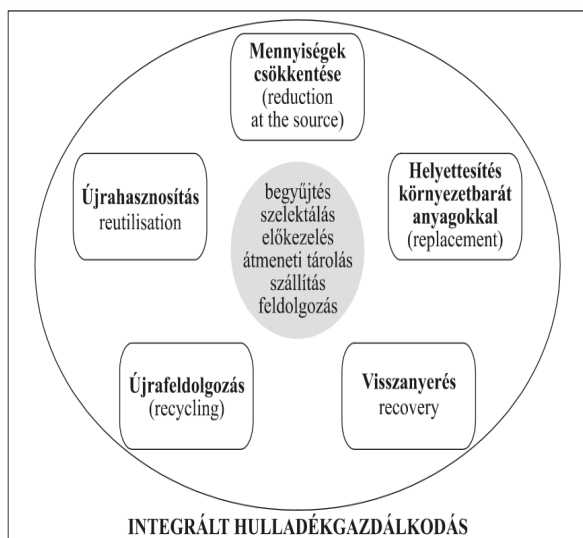 Mennyiségek
csökkentése
(reduction
at the source)
Újrahasznosítás
reutilisation
begyűjtés
szelektálás
előkezelés
átmeneti tárolás
szállítás
feldolgozás
Helyettesítés
környezetbarát
anyagokkal
(replacement)
Újrafeldolgozás
(recycling)
Visszanyerés
recovery
INTEGRÁLT HULLADÉKGAZDÁLKODÁS